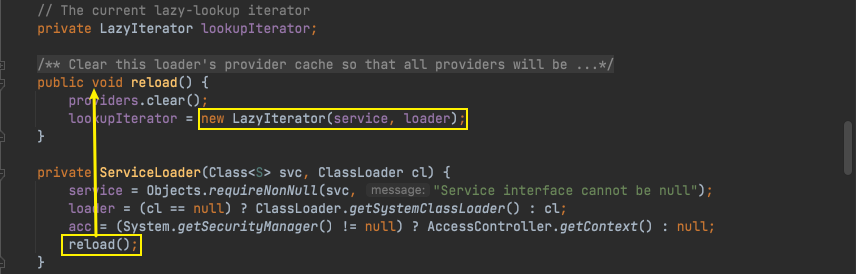 // The current lazy-lookup iterator
private LazyIterator lookupIterator;
/** Clear this loader's provider cache so that all providers will be ...*/
public void reload() {
providers.clear();
lookupIterator = new LazyIterator(service, loader);
}
private ServiceLoader(Class<S> svc, ClassLoader cl) {
service = Objects.requireNonNull(svc, message: "Service interface cannot be null");
loader = (cl == null) ? ClassLoader.getSystemClassLoader() : cl;
acc = (System.getSecurityManager() != null) ? AccessController.getContext() : null;
reload();
}